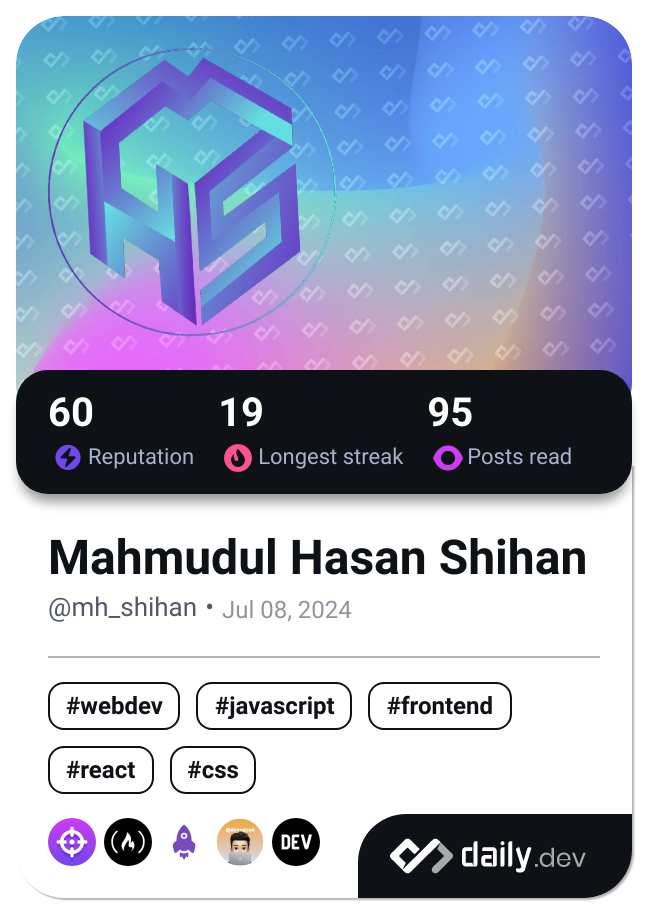 60
19
95
Reputation
Longest streak
Posts read
Mahmudul Hasan Shihan
@mh_shihan • Jul 08, 2024
#webdev
#javascript
#frontend
#react
#css
DEV
daily.dev